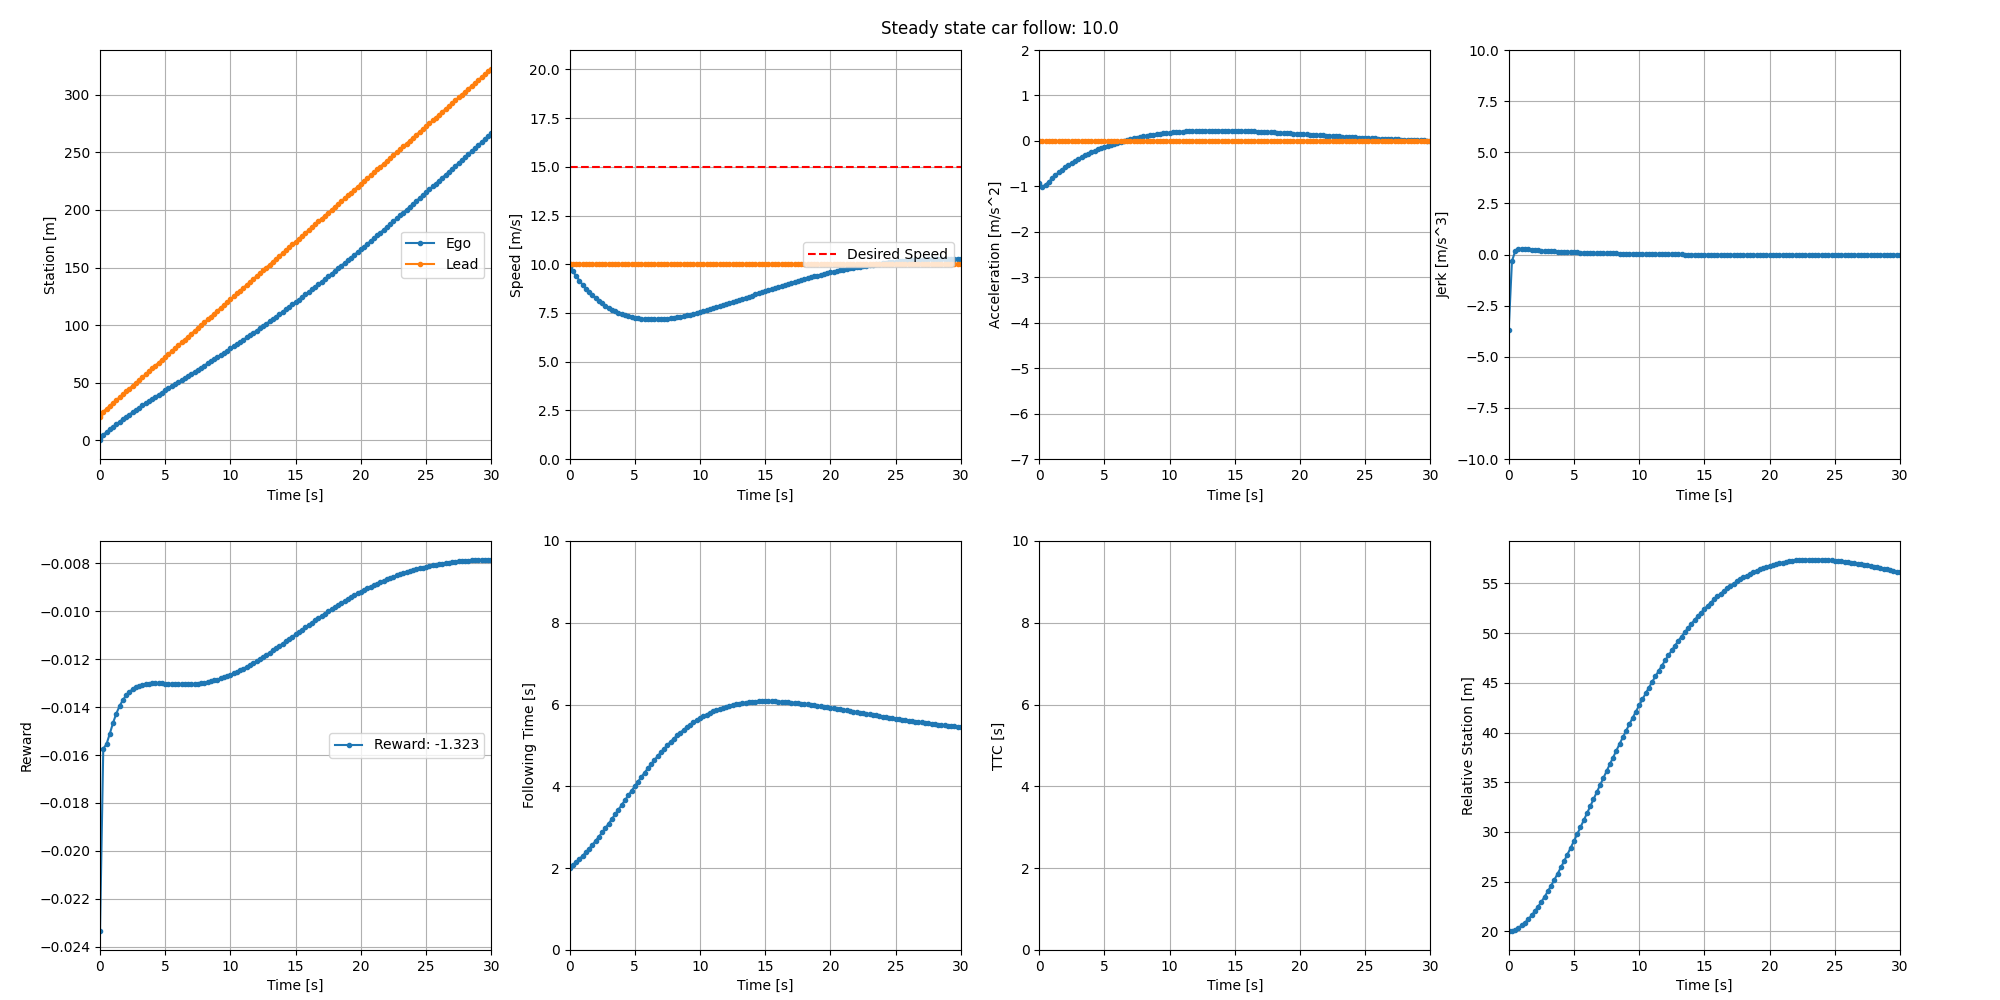 Steady state car follow: 10.0
Station [m]
300
250
200
150
100
50
0
Ego
Lead
0 5 10 15 20 25 30
Time [s]
Speed [m/s]
20.0
17.5
15.0
12.5
10.0
7.5
5.0
2.5
0.0
Desired Speed
0 5 10 15 20 25 30
Time [s]
Acceleration [m/s^2]
2
1
0
−1
−2
−3
−4
−5
−6
−7
0 5 10 15 20 25 30
Time [s]
Jerk [m/s^3]
10.0
7.5
5.0
2.5
0.0
−2.5
−5.0
−7.5
−10.0
0 5 10 15 20 25 30
Time [s]
Reward
−0.008
−0.010
−0.012
−0.014
−0.016
−0.018
−0.020
−0.022
−0.024
Reward: -1.323
0 5 10 15 20 25 30
Time [s]
Following Time [s]
10
8
6
4
2
0
0 5 10 15 20 25 30
Time [s]
TTC [s]
10
8
6
4
2
0
0 5 10 15 20 25 30
Time [s]
Relative Station [m]
55
50
45
40
35
30
25
20
0 5 10 15 20 25 30
Time [s]